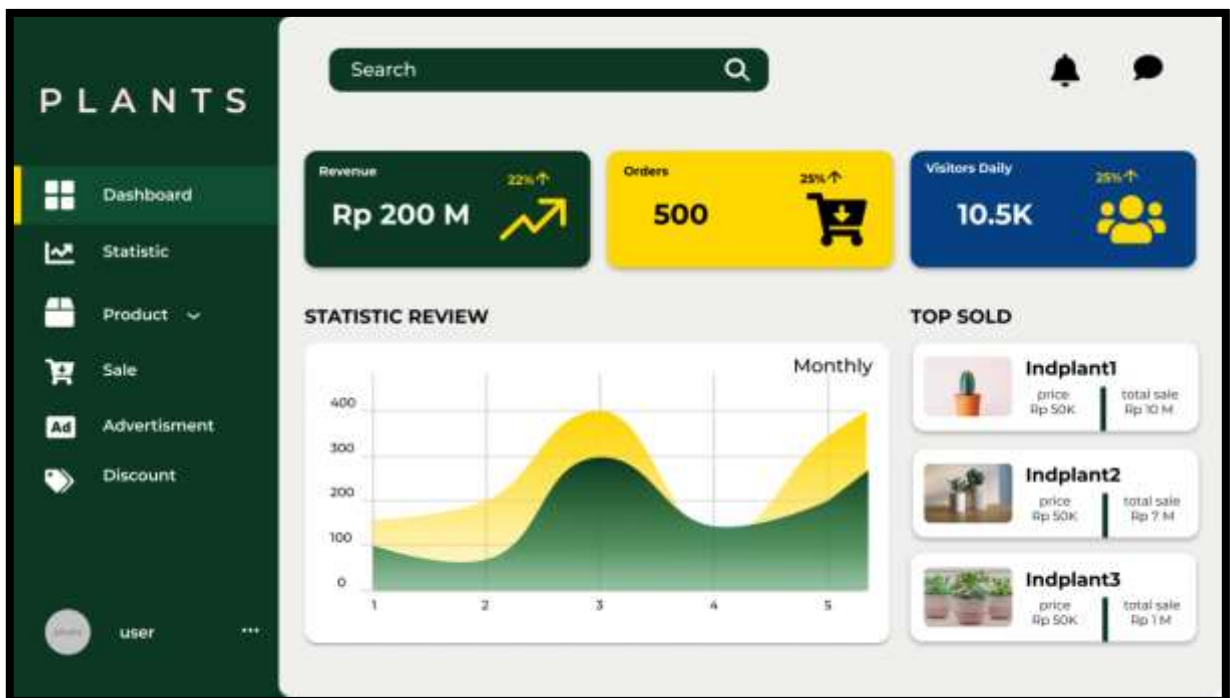 PLANTS
Dashboard
Statistic
Product
Sale
Ad Advertisment
Discount
user
Search
Revenue
22%
Rp 200 M
Orders
25%
500
Visitors Daily
25%
10.5K
STATISTIC REVIEW
Monthly
400
300
200
100
0
1 2 3 4 5
TOP SOLD
Indplant1
price total sale
Rp 50K Rp 10 M
Indplant2
price total sale
Rp 50K Rp 7 M
Indplant3
price total sale
Rp 50K Rp 1 M